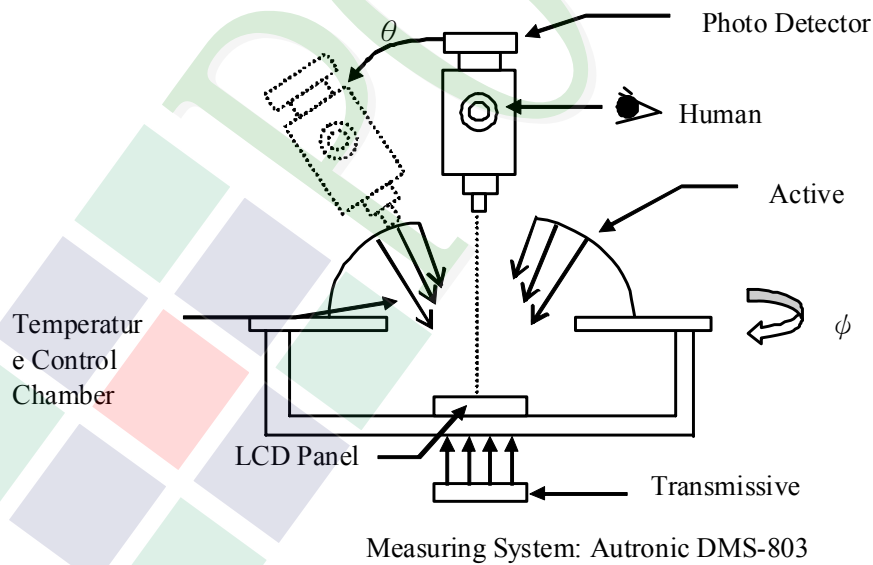 Photo Detector
θ
Human
Active
Temperatur
e Control
Chamber
ϕ
LCD Panel
Transmissive
Measuring System: Autronic DMS-803